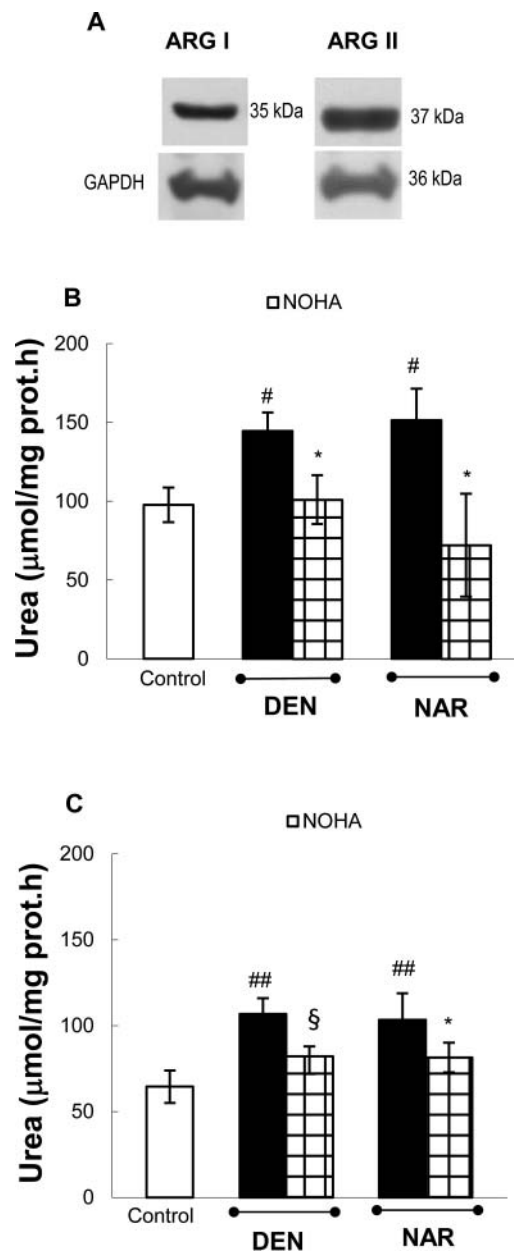 A
ARG I ARG II
35 kDa 37 kDa
GAPDH 36 kDa
B
NOHA
200
150
100
50
0
Urea (µmol/mg prot.h)
# * # *
Control
DEN NAR
C
NOHA
200
150
100
50
0
Urea (µmol/mg prot.h)
## § ## *
Control
DEN NAR